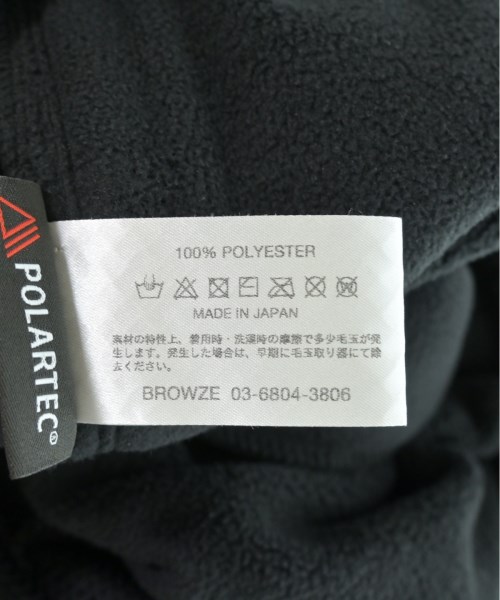 POLARTEC®
100% POLYESTER
MADE IN JAPAN
素材の特性上、着用時・洗濯時の摩擦で多少毛玉が発
生します。発生した場合は、早期に毛玉取り器にて除
去ください。
BROWZE 03-6804-3806